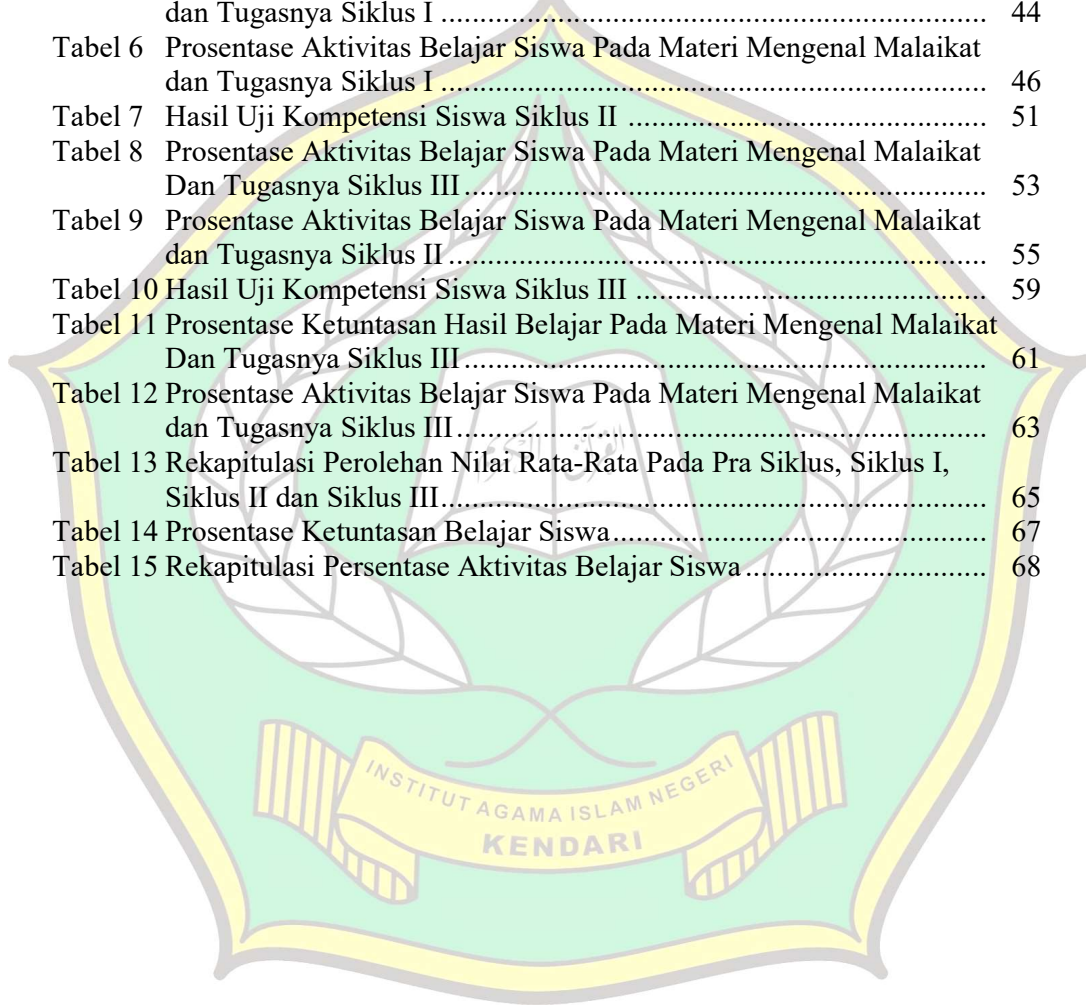 dan Tugasnya Siklus I .................................................................... 44
Tabel 6 Prosentase Aktivitas Belajar Siswa Pada Materi Mengenal Malaikat
dan Tugasnya Siklus I .................................................................... 46
Tabel 7 Hasil Uji Kompetensi Siswa Siklus II ............................................. 51
Tabel 8 Prosentase Aktivitas Belajar Siswa Pada Materi Mengenal Malaikat
Dan Tugasnya Siklus III ................................................................. 53
Tabel 9 Prosentase Aktivitas Belajar Siswa Pada Materi Mengenal Malaikat
dan Tugasnya Siklus II ................................................................... 55
Tabel 10 Hasil Uji Kompetensi Siswa Siklus III ............................................ 59
Tabel 11 Prosentase Ketuntasan Hasil Belajar Pada Materi Mengenal Malaikat
Dan Tugasnya Siklus III ................................................................. 61
Tabel 12 Prosentase Aktivitas Belajar Siswa Pada Materi Mengenal Malaikat
dan Tugasnya Siklus III .................................................................. 63
Tabel 13 Rekapitulasi Perolehan Nilai Rata-Rata Pada Pra Siklus, Siklus I,
Siklus II dan Siklus III .................................................................... 65
Tabel 14 Prosentase Ketuntasan Belajar Siswa ............................................... 67
Tabel 15 Rekapitulasi Persentase Aktivitas Belajar Siswa .............................. 68
القرآن الكريم
INSTITUT AGAMA ISLAM NEGERI
KENDARI